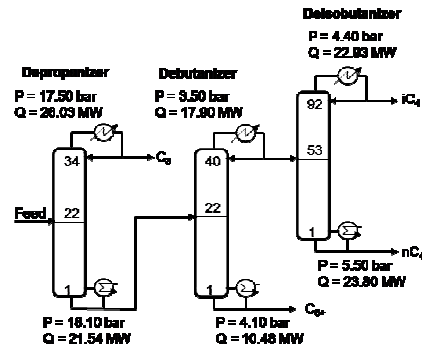 Deisobutanizer
P = 4.40 bar
Q = 22.93 MW
Depropanizer
P = 17.50 bar
Q = 26.03 MW
Debutanizer
P = 3.50 bar
Q = 17.90 MW
92
iC4
53
34
C3
40
Feed
22
22
1
nC4
P = 5.50 bar
Q = 23.80 MW
1
1
C5+
P = 18.10 bar
Q = 21.54 MW
P = 4.10 bar
Q = 10.46 MW